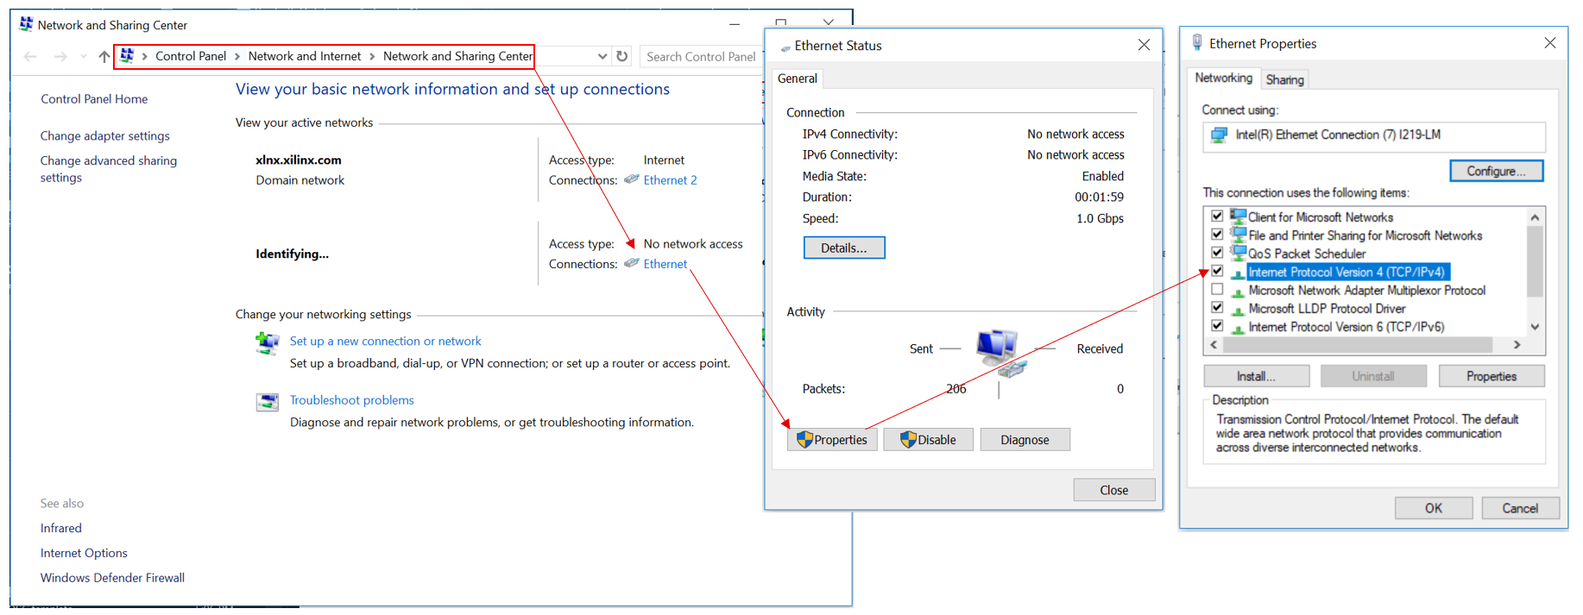 Network and Sharing Center
Control Panel > Network and Internet > Network and Sharing Center
Search Control Panel
Control Panel Home
Change adapter settings
Change advanced sharing
settings
View your basic network information and set up connections
View your active networks
xlnx.xilinx.com
Domain network
Access type: Internet
Connections: Ethernet 2
Identifying...
Access type: No network access
Connections: Ethernet
Change your networking settings
Set up a new connection or network
Set up a broadband, dial-up, or VPN connection; or set up a router or access point.
Troubleshoot problems
Diagnose and repair network problems, or get troubleshooting information.
See also
Infrared
Internet Options
Windows Defender Firewall
Ethernet Status
General
Connection
IPv4 Connectivity: No network access
IPv6 Connectivity: No network access
Media State: Enabled
Duration: 00:01:59
Speed: 1.0 Gbps
Details...
Activity
Sent Received
Packets: 206 0
Properties Disable Diagnose
Close
Ethernet Properties
Networking Sharing
Connect using:
Intel(R) Ethernet Connection (7) I219-LM
Configure...
This connection uses the following items:
Client for Microsoft Networks
File and Printer Sharing for Microsoft Networks
QoS Packet Scheduler
Internet Protocol Version 4 (TCP/IPv4)
Microsoft Network Adapter Multiplexor Protocol
Microsoft LLDP Protocol Driver
Internet Protocol Version 6 (TCP/IPv6)
Install... Uninstall Properties
Description
Transmission Control Protocol/Internet Protocol. The default
wide area network protocol that provides communication
across diverse interconnected networks.
OK Cancel